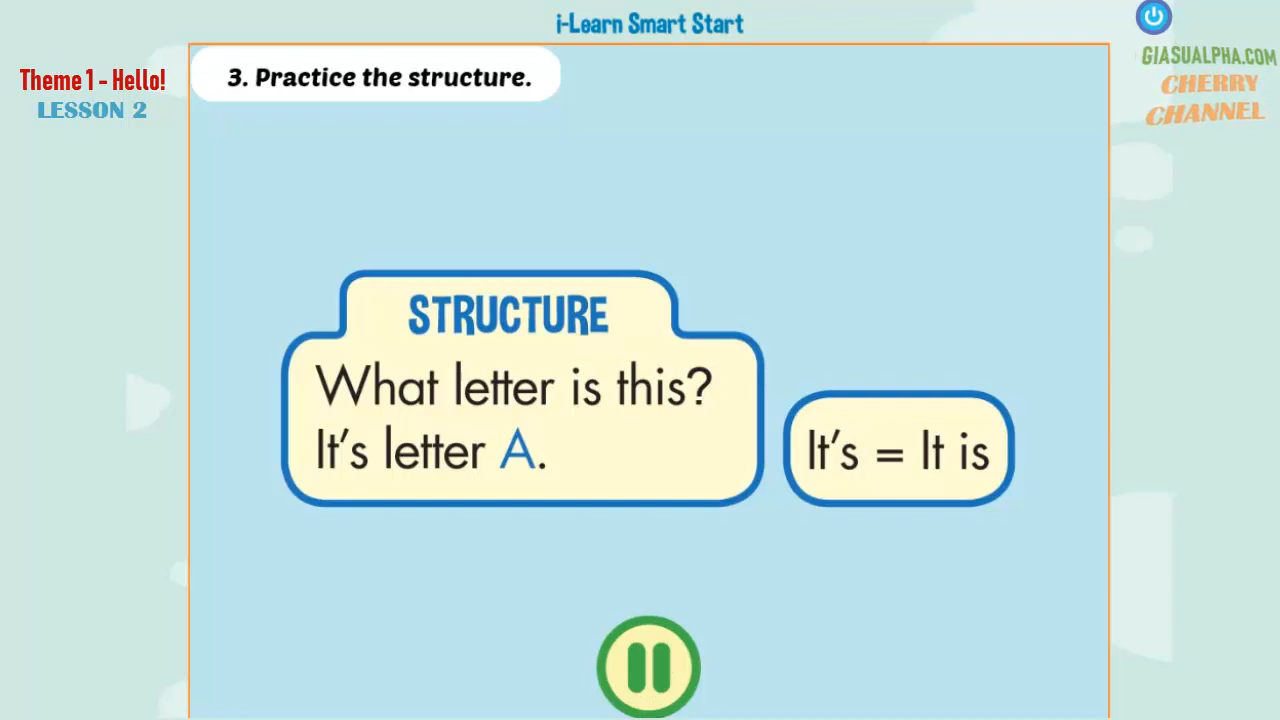 i-Learn Smart Start
Theme 1 - Hello!
LESSON 2
3. Practice the structure.
GIASUALPHA.COM
CHERRY
CHANNEL
STRUCTURE
What letter is this?
It's letter A.
It's = It is